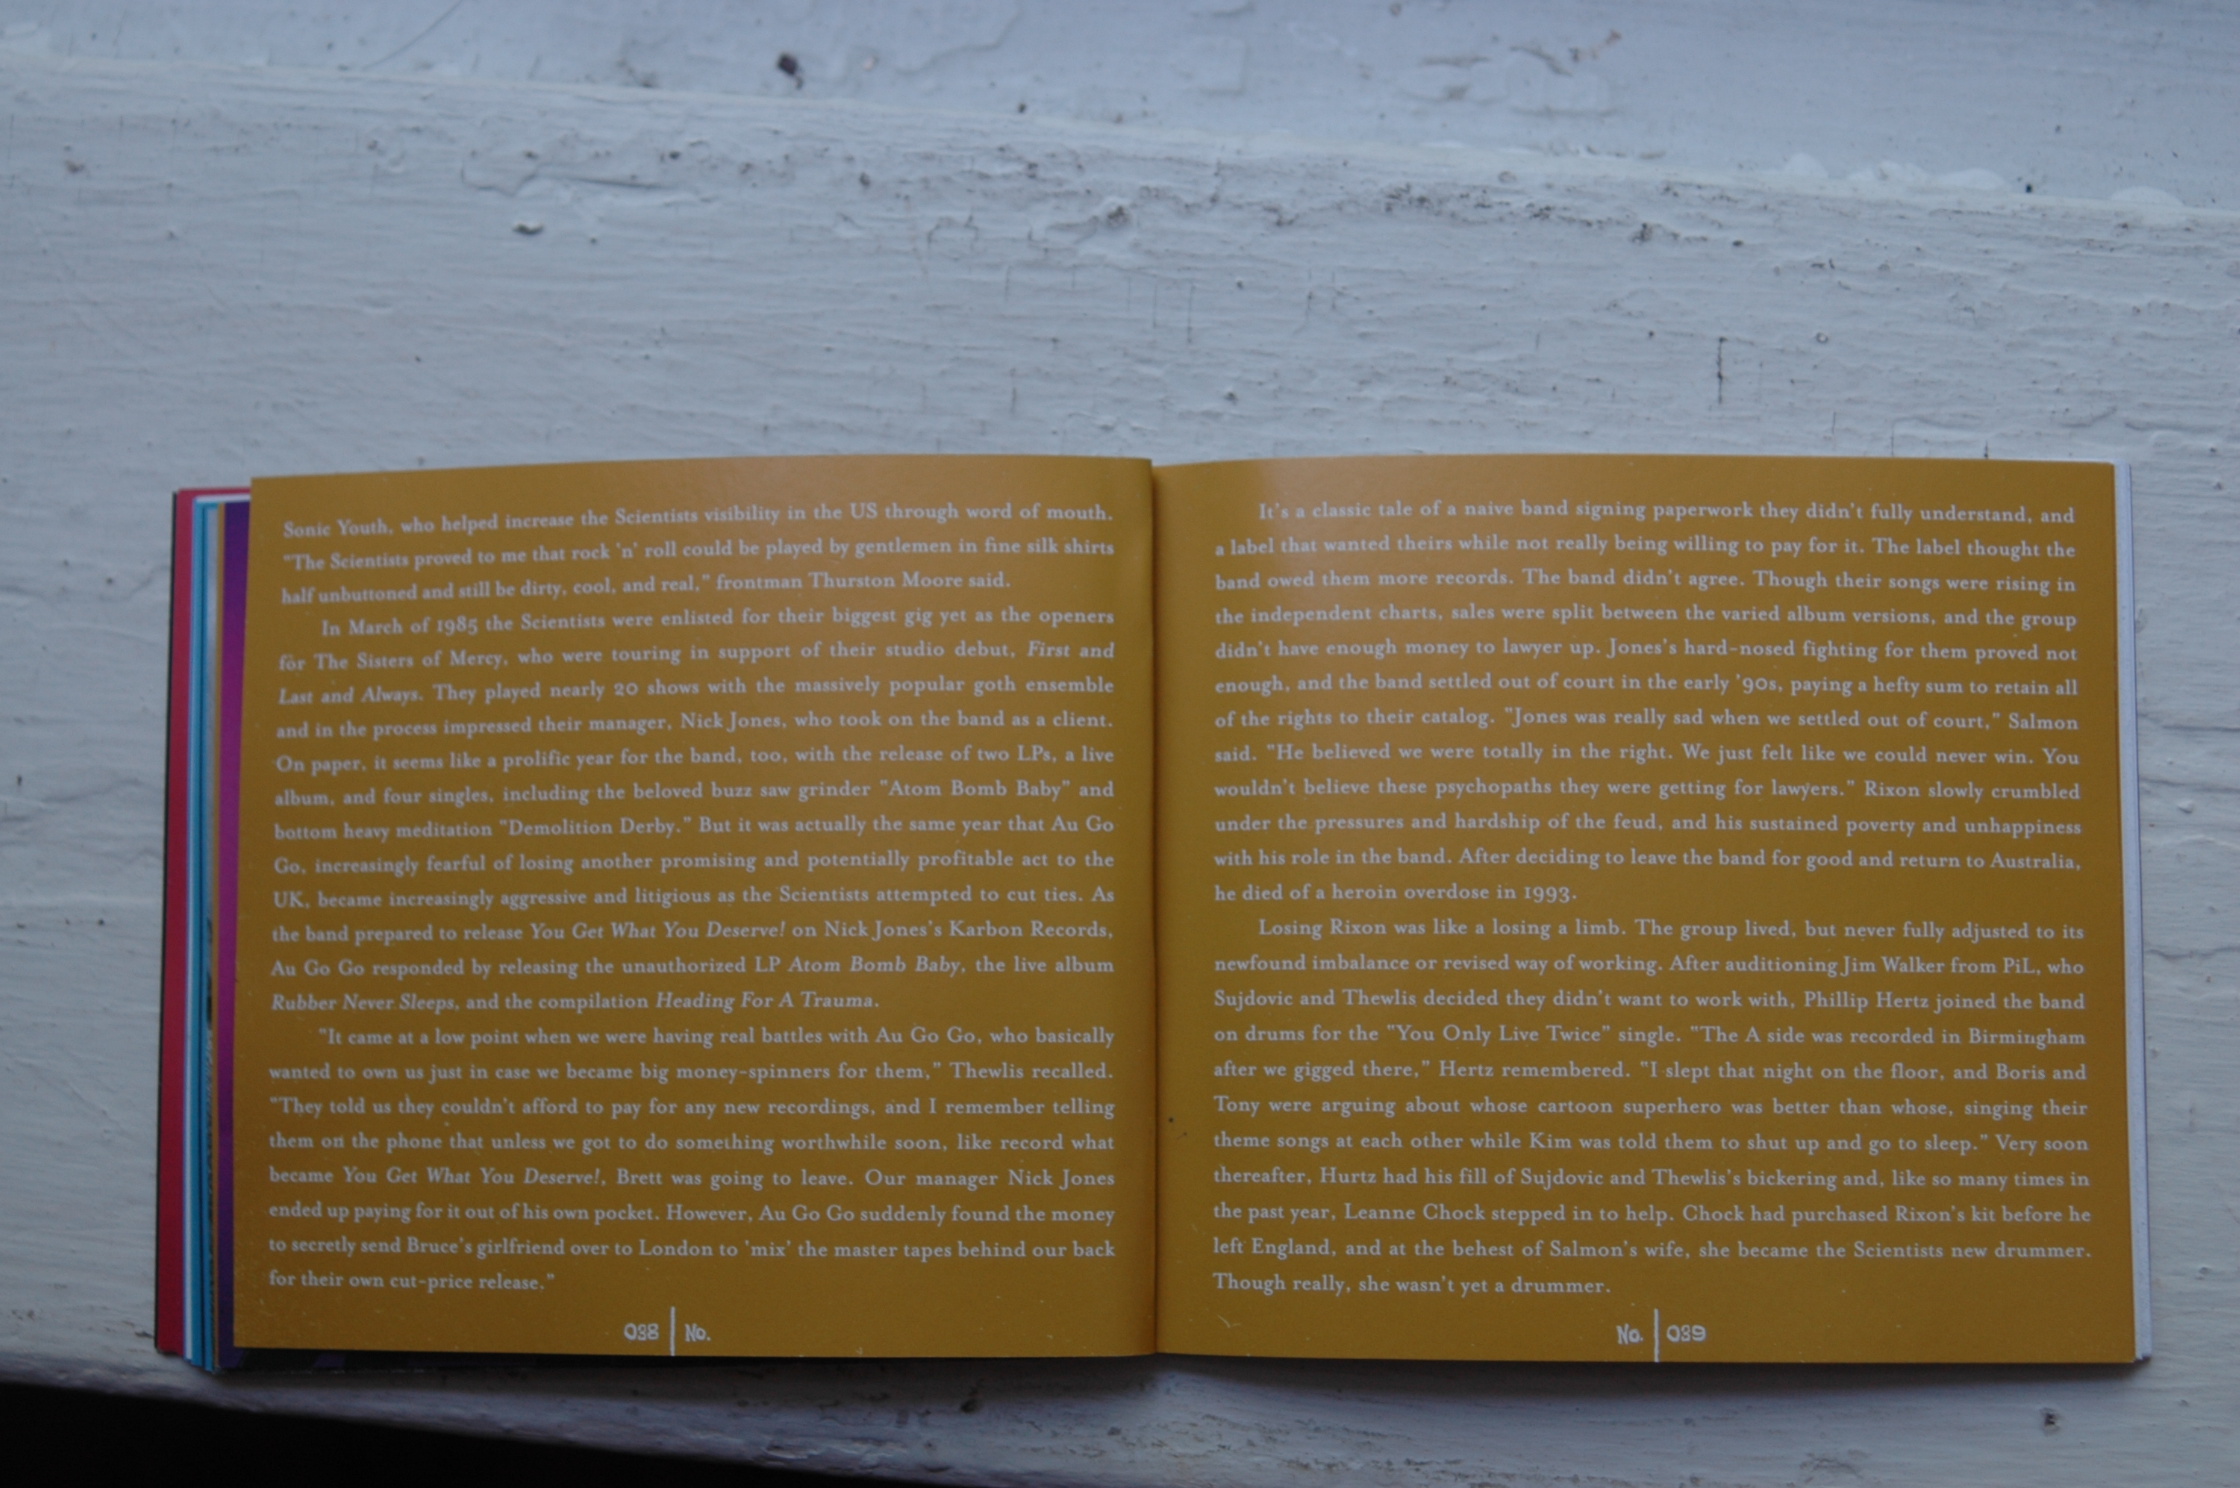 Sonic Youth, who helped increase the Scientists visibility in the US through word of mouth.
"The Scientists proved to me that rock 'n' roll could be played by gentlemen in fine silk shirts
half unbuttoned and still be dirty, cool, and real," frontman Thurston Moore said.
In March of 1985 the Scientists were enlisted for their biggest gig yet as the openers
for The Sisters of Mercy, who were touring in support of their studio debut, First and
Last and Always. They played nearly 20 shows with the massively popular goth ensemble
and in the process impressed their manager, Nick Jones, who took on the band as a client.
On paper, it seems like a prolific year for the band, too, with the release of two LPs, a live
album, and four singles, including the beloved buzz saw grinder "Atom Bomb Baby" and
bottom heavy meditation "Demolition Derby." But it was actually the same year that Au Go
Go, increasingly fearful of losing another promising and potentially profitable act to the
UK, became increasingly aggressive and litigious as the Scientists attempted to cut ties. As
the band prepared to release You Get What You Deserve! on Nick Jones's Karbon Records,
Au Go Go responded by releasing the unauthorized LP Atom Bomb Baby, the live album
Rubber Never Sleeps, and the compilation Heading For A Trauma.
"It came at a low point when we were having real battles with Au Go Go, who basically
wanted to own us just in case we became big money-spinners for them," Thewlis recalled.
"They told us they couldn't afford to pay for any new recordings, and I remember telling
them on the phone that unless we got to do something worthwhile soon, like record what
became You Get What You Deserve!, Brett was going to leave. Our manager Nick Jones
ended up paying for it out of his own pocket. However, Au Go Go suddenly found the money
to secretly send Bruce's girlfriend over to London to 'mix' the master tapes behind our back
for their own cut-price release."
038 | No.
It's a classic tale of a naive band signing paperwork they didn't fully understand, and
a label that wanted theirs while not really being willing to pay for it. The label thought the
band owed them more records. The band didn't agree. Though their songs were rising in
the independent charts, sales were split between the varied album versions, and the group
didn't have enough money to lawyer up. Jones's hard-nosed fighting for them proved not
enough, and the band settled out of court in the early '90s, paying a hefty sum to retain all
of the rights to their catalog. "Jones was really sad when we settled out of court," Salmon
said. "He believed we were totally in the right. We just felt like we could never win. You
wouldn't believe these psychopaths they were getting for lawyers." Rixon slowly crumbled
under the pressures and hardship of the feud, and his sustained poverty and unhappiness
with his role in the band. After deciding to leave the band for good and return to Australia,
he died of a heroin overdose in 1993.
Losing Rixon was like a losing a limb. The group lived, but never fully adjusted to its
newfound imbalance or revised way of working. After auditioning Jim Walker from PiL, who
Sujdovic and Thewlis decided they didn't want to work with, Phillip Hertz joined the band
on drums for the "You Only Live Twice" single. "The A side was recorded in Birmingham
after we gigged there," Hertz remembered. "I slept that night on the floor, and Boris and
Tony were arguing about whose cartoon superhero was better than whose, singing their
theme songs at each other while Kim was told them to shut up and go to sleep." Very soon
thereafter, Hurtz had his fill of Sujdovic and Thewlis's bickering and, like so many times in
the past year, Leanne Chock stepped in to help. Chock had purchased Rixon's kit before he
left England, and at the behest of Salmon's wife, she became the Scientists new drummer.
Though really, she wasn't yet a drummer.
No. | 039